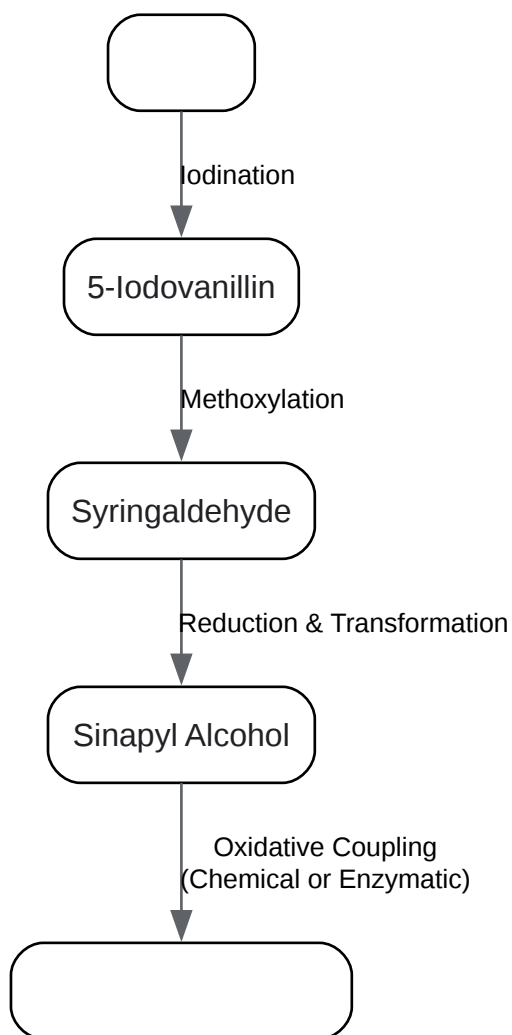 Iodination
5-Iodovanillin
Methoxylation
Syringaldehyde
Reduction & Transformation
Sinapyl Alcohol
Oxidative Coupling
(Chemical or Enzymatic)